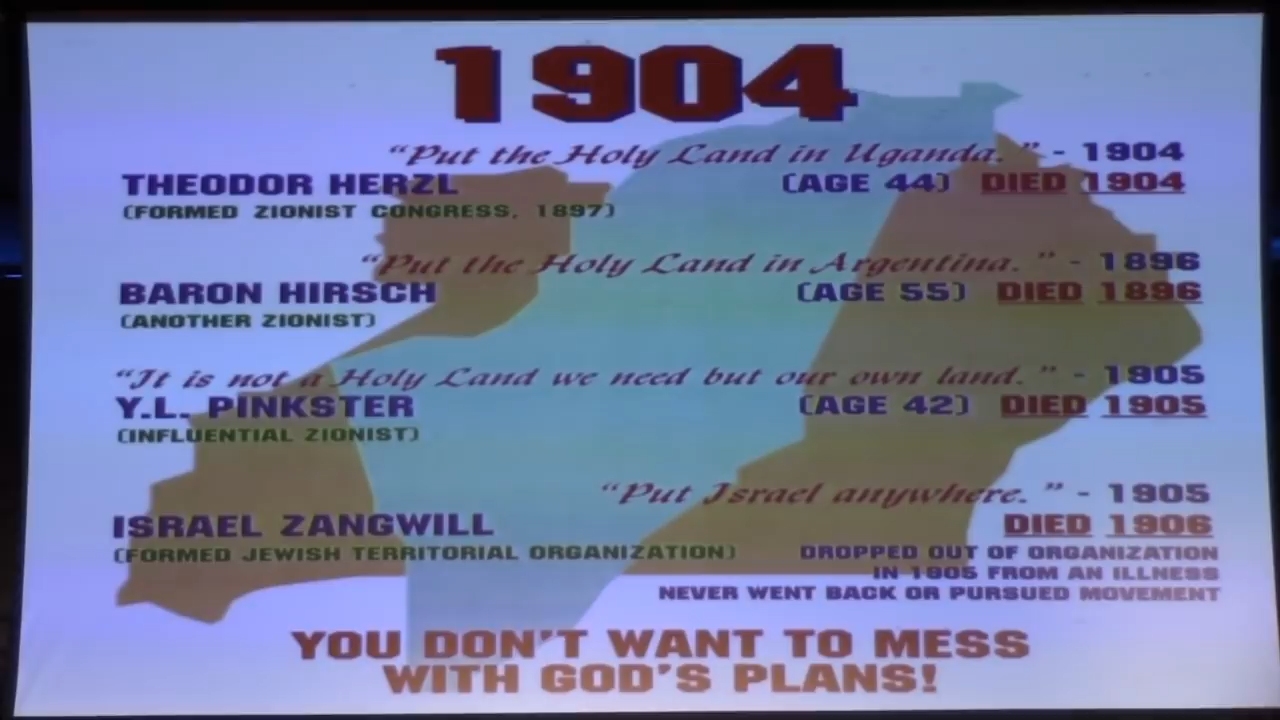 1904
"Put the Holy Land in Uganda." - 1904
THEODOR HERZL (AGE 44) DIED 1904
(FORMED ZIONIST CONGRESS, 1897)
"Put the Holy Land in Argentina." - 1896
BARON HIRSCH (AGE 55) DIED 1896
(ANOTHER ZIONIST)
"It is not a Holy Land we need but our own land." - 1905
Y.L. PINKSTER (AGE 42) DIED 1905
(INFLUENTIAL ZIONIST)
"Put Israel anywhere." - 1905
ISRAEL ZANGWILL DIED 1906
(FORMED JEWISH TERRITORIAL ORGANIZATION) DROPPED OUT OF ORGANIZATION
IN 1905 FROM AN ILLNESS
NEVER WENT BACK OR PURSUED MOVEMENT
YOU DON'T WANT TO MESS
WITH GOD'S PLANS!